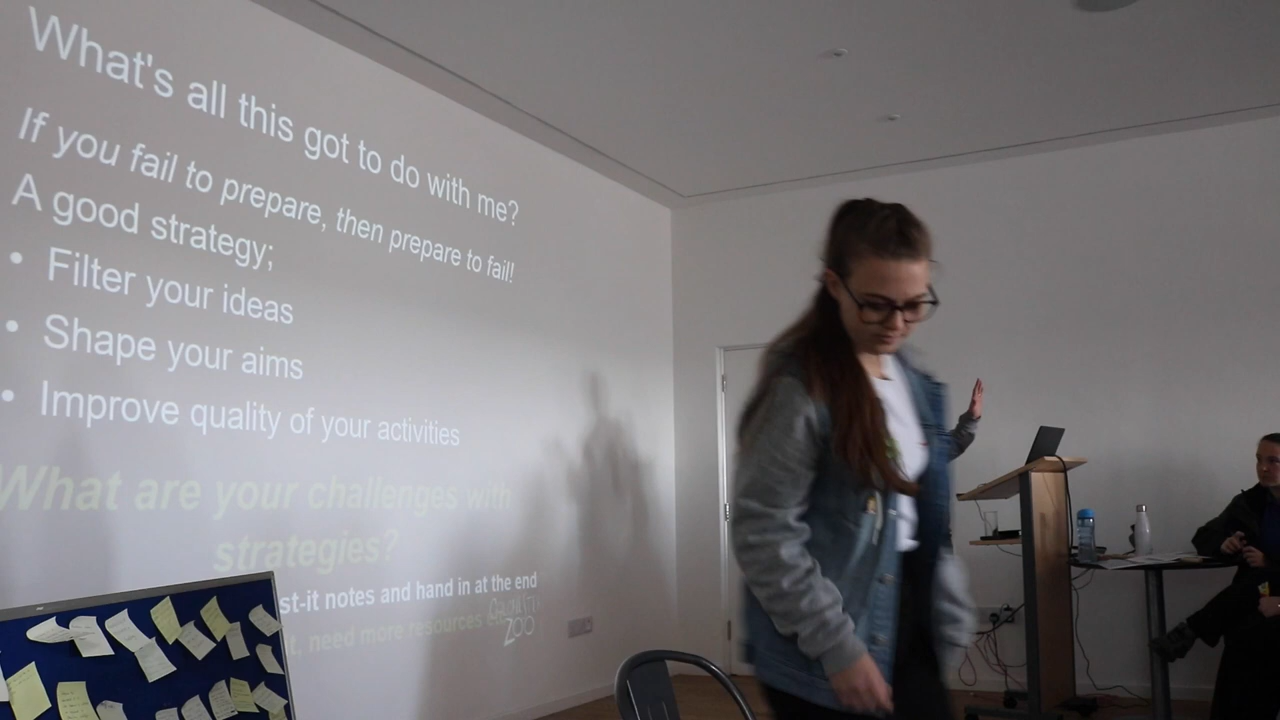 What's all this got to do with me?
If you fail to prepare, then prepare to fail!
A good strategy;
• Filter your ideas
• Shape your aims
• Improve quality of your activities
What are your challenges with
strategies?
st-it notes and hand in at the end
t, need more resources
ZOO